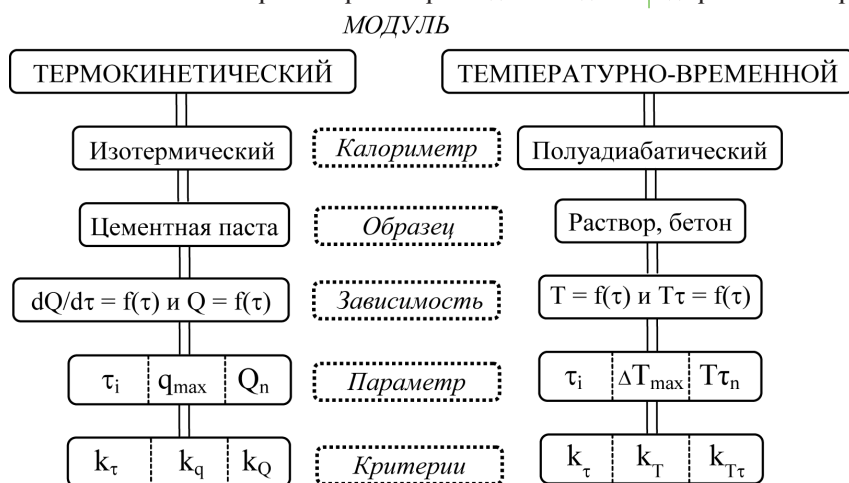 МОДУЛЬ
ТЕРМОКИНЕТИЧЕСКИЙ ТЕМПЕРАТУРНО-ВРЕМЕННОЙ
Изотермический Калориметр Полуадиабатический
Цементная паста Образец Раствор, бетон
dQ/dτ = f(τ) и Q = f(τ) Зависимость T = f(τ) и Tτ = f(τ)
τi qmax Qn Параметр τi ΔTmax Tτn
kτ kq kQ Критерии kτ kT kTτ